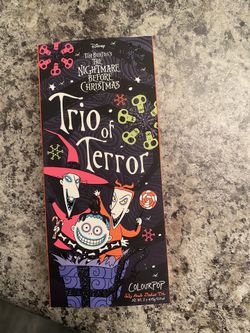 Disney
Tim Burton's
THE
NIGHTMARE
BEFORE
CHRISTMAS
Trio of
Terror
COLOURPOP